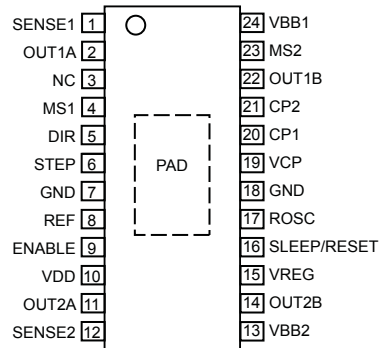 SENSE1 1
OUT1A 2
NC 3
MS1 4
DIR 5
STEP 6
GND 7
REF 8
ENABLE 9
VDD 10
OUT2A 11
SENSE2 12
PAD
24 VBB1
23 MS2
22 OUT1B
21 CP2
20 CP1
19 VCP
18 GND
17 ROSC
16 SLEEP/RESET
15 VREG
14 OUT2B
13 VBB2